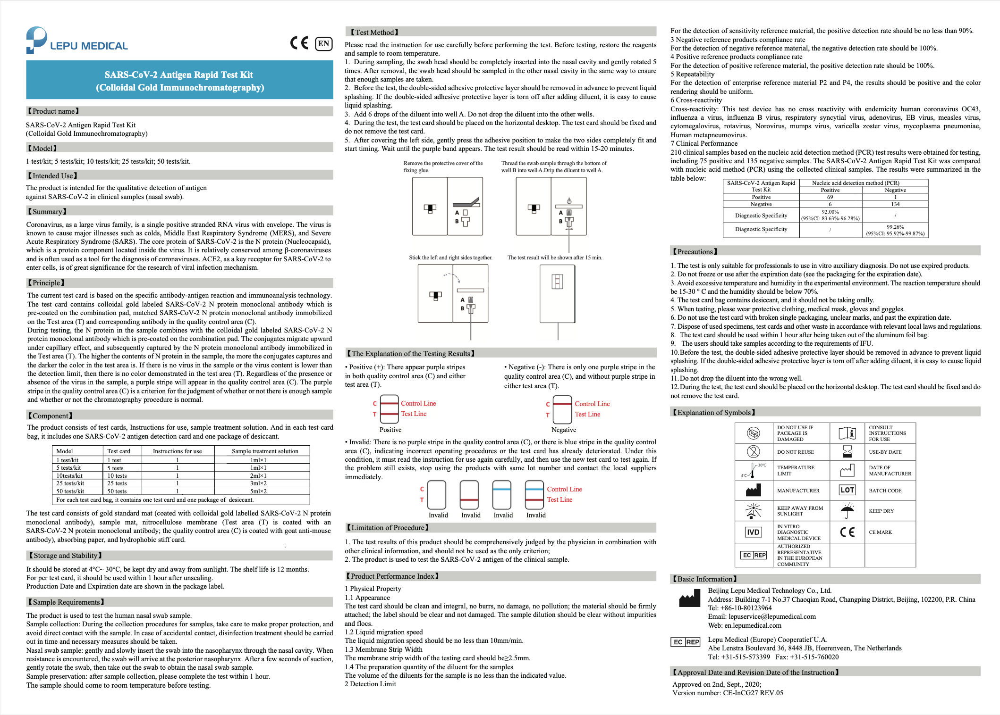 LEPU MEDICAL
CE EN
SARS-CoV-2 Antigen Rapid Test Kit
(Colloidal Gold Immunochromatography)
【Product name】
SARS-CoV-2 Antigen Rapid Test Kit
(Colloidal Gold Immunochromatography)
【Model】
1 test/kit; 5 tests/kit; 10 tests/kit; 25 tests/kit; 50 tests/kit.
【Intended Use】
The product is intended for the qualitative detection of antigen
against SARS-CoV-2 in clinical samples (nasal swab).
【Summary】
Coronavirus, as a large virus family, is a single positive stranded RNA virus with envelope. The virus is
known to cause major illnesses such as colds, Middle East Respiratory Syndrome (MERS), and Severe
Acute Respiratory Syndrome (SARS). The core protein of SARS-CoV-2 is the N protein (Nucleocapsid),
which is a protein component located inside the virus. It is relatively conserved among β-coronaviruses
and is often used as a tool for the diagnosis of coronaviruses. ACE2, as a key receptor for SARS-CoV-2 to
enter cells, is of great significance for the research of viral infection mechanism.
【Principle】
The current test card is based on the specific antibody-antigen reaction and immunoanalysis technology.
The test card contains colloidal gold labeled SARS-CoV-2 N protein monoclonal antibody which is
pre-coated on the combination pad, matched SARS-CoV-2 N protein monoclonal antibody immobilized
on the Test area (T) and corresponding antibody in the quality control area (C).
During testing, the N protein in the sample combines with the colloidal gold labeled SARS-CoV-2 N
protein monoclonal antibody which is pre-coated on the combination pad. The conjugates migrate upward
under capillary effect, and subsequently captured by the N protein monoclonal antibody immobilized in
the Test area (T). The higher the contents of N protein in the sample, the more the conjugates captures and
the darker the color in the test area is. If there is no virus in the sample or the virus content is lower than
the detection limit, then there is no color demonstrated in the test area (T). Regardless of the presence or
absence of the virus in the sample, a purple stripe will appear in the quality control area (C). The purple
stripe in the quality control area (C) is a criterion for the judgment of whether or not there is enough sample
and whether or not the chromatography procedure is normal.
【Component】
The product consists of test cards, Instructions for use, sample treatment solution. And in each test card
bag, it includes one SARS-CoV-2 antigen detection card and one package of desiccant.
Model Test card Instructions for use Sample treatment solution
1 test/kit 1 test 1 1ml×1
5 tests/kit 5 tests 1 1ml×1
10tests/kit 10 tests 1 2ml×1
25 tests/kit 25 tests 1 3ml×2
50 tests/kit 50 tests 1 5ml×2
For each test card bag, it contains one test card and one package of desiccant.
The test card consists of gold standard mat (coated with colloidal gold labelled SARS-CoV-2 N protein
monoclonal antibody), sample mat, nitrocellulose membrane (Test area (T) is coated with an
SARS-CoV-2 N protein monoclonal antibody; the quality control area (C) is coated with goat anti-mouse
antibody), absorbing paper, and hydrophobic stiff card.
【Storage and Stability】
It should be stored at 4°C~ 30°C, be kept dry and away from sunlight. The shelf life is 12 months.
For per test card, it should be used within 1 hour after unsealing.
Production Date and Expiration date are shown in the package label.
【Sample Requirements】
The product is used to test the human nasal swab sample.
Sample collection: During the collection procedures for samples, take care to make proper protection, and
avoid direct contact with the sample. In case of accidental contact, disinfection treatment should be carried
out in time and necessary measures should be taken.
Nasal swab sample: gently and slowly insert the swab into the nasopharynx through the nasal cavity. When
resistance is encountered, the swab will arrive at the posterior nasopharynx. After a few seconds of suction,
gently rotate the swab, then take out the swab to obtain the nasal swab sample.
Sample preservation: after sample collection, please complete the test within 1 hour.
The sample should come to room temperature before testing.
【Test Method】
Please read the instruction for use carefully before performing the test. Before testing, restore the reagents
and sample to room temperature.
1. During sampling, the swab head should be completely inserted into the nasal cavity and gently rotated 5
times. After removal, the swab head should be sampled in the other nasal cavity in the same way to ensure
that enough samples are taken.
2. Before the test, the double-sided adhesive protective layer should be removed in advance to prevent liquid
splashing. If the double-sided adhesive protective layer is torn off after adding diluent, it is easy to cause
liquid splashing.
3. Add 6 drops of the diluent into well A. Do not drop the diluent into the other wells.
4. During the test, the test card should be placed on the horizontal desktop. The test card should be fixed and
do not remove the test card.
5. After covering the left side, gently press the adhesive position to make the two sides completely fit and
start timing. Wait until the purple band appears. The test result should be read within 15-20 minutes.
Remove the protective cover of the
fixing glue.
A
B
Thread the swab sample through the bottom of
well B into well A.Drip the diluent to well A.
A
B
Stick the left and right sides together.
A
B
The test result will be shown after 15 min.
【The Explanation of the Testing Results】
• Positive (+): There appear purple stripes
in both quality control area (C) and either
test area (T).
C Control Line
T Test Line
Positive
• Negative (-): There is only one purple stripe in the
quality control area (C), and without purple stripe in
either test area (T).
C Control Line
T Test Line
Negative
• Invalid: There is no purple stripe in the quality control area (C), or there is blue stripe in the quality control
area (C), indicating incorrect operating procedures or the test card has already deteriorated. Under this
condition, it must read the instruction for use again carefully, and then use the new test card to test again. If
the problem still exists, stop using the products with same lot number and contact the local suppliers
immediately.
C Control Line
T Test Line
Invalid Invalid Invalid Invalid
【Limitation of Procedure】
1. The test results of this product should be comprehensively judged by the physician in combination with
other clinical information, and should not be used as the only criterion;
2. The product is used to test the SARS-CoV-2 antigen of the clinical sample.
【Product Performance Index】
1 Physical Property
1.1 Appearance
The test card should be clean and integral, no burrs, no damage, no pollution; the material should be firmly
attached; the label should be clear and not damaged. The sample dilution should be clear without impurities
and flocs.
1.2 Liquid migration speed
The liquid migration speed should be no less than 10mm/min.
1.3 Membrane Strip Width
The membrane strip width of the testing card should be≥2.5mm.
1.4 The preparation quantity of the diluent for the samples
The volume of the diluents for the sample is no less than the indicated value.
2 Detection Limit
For the detection of sensitivity reference material, the positive detection rate should be no less than 90%.
3 Negative reference products compliance rate
For the detection of negative reference material, the negative detection rate should be 100%.
4 Positive reference products compliance rate
For the detection of positive reference material, the positive detection rate should be 100%.
5 Repeatability
For the detection of enterprise reference material P2 and P4, the results should be positive and the color
rendering should be uniform.
6 Cross-reactivity
Cross-reactivity: This test device has no cross reactivity with endemicity human coronavirus OC43,
influenza a virus, influenza B virus, respiratory syncytial virus, adenovirus, EB virus, measles virus,
cytomegalovirus, rotavirus, Norovirus, mumps virus, varicella zoster virus, mycoplasma pneumoniae,
Human metapneumovirus.
7 Clinical Performance
210 clinical samples based on the nucleic acid detection method (PCR) test results were obtained for testing,
including 75 positive and 135 negative samples. The SARS-CoV-2 Antigen Rapid Test Kit was compared
with nucleic acid method (PCR) using the collected clinical samples. The results were summarized in the
table below:
SARS-CoV-2 Antigen Rapid Nucleic acid detection method (PCR)
Test Kit Positive Negative
Positive 69 1
Negative 6 134
Diagnostic Specificity 92.00% (95%CI: 83.63%-96.28%) /
Diagnostic Specificity / 99.26% (95%CI: 95.92%-99.87%)
【Precautions】
1. The test is only suitable for professionals to use in vitro auxiliary diagnosis. Do not use expired products.
2. Do not freeze or use after the expiration date (see the packaging for the expiration date).
3. Avoid excessive temperature and humidity in the experimental environment. The reaction temperature should
be 15-30 ° C and the humidity should be below 70%.
4. The test card bag contains desiccant, and it should not be taking orally.
5. When testing, please wear protective clothing, medical mask, gloves and goggles.
6. Do not use the test card with broken single packaging, unclear marks, and past the expiration date.
7. Dispose of used specimens, test cards and other waste in accordance with relevant local laws and regulations.
8. The test card should be used within 1 hour after being taken out of the aluminum foil bag.
9. The users should take samples according to the requirements of IFU.
10.Before the test, the double-sided adhesive protective layer should be removed in advance to prevent liquid
splashing. If the double-sided adhesive protective layer is torn off after adding diluent, it is easy to cause liquid
splashing.
11.Do not drop the diluent into the wrong well.
12.During the test, the test card should be placed on the horizontal desktop. The test card should be fixed and do
not remove the test card.
【Explanation of Symbols】
DO NOT USE IF
PACKAGE IS
DAMAGED
i
CONSULT
INSTRUCTIONS
FOR USE
2
DO NOT REUSE
USE-BY DATE
4°C 30°C
TEMPERATURE
LIMIT
DATE OF
MANUFACTURER
MANUFACTURER
LOT
BATCH CODE
KEEP AWAY FROM
SUNLIGHT
KEEP DRY
IVD
IN VITRO
DIAGNOSTIC
MEDICAL DEVICE
CE
CE MARK
EC REP
AUTHORIZED
REPRESENTATIVE
IN THE EUROPEAN
COMMUNITY
【Basic Information】
Beijing Lepu Medical Technology Co., Ltd.
Address: Building 7-1 No.37 Chaoqian Road, Changping District, Beijing, 102200, P.R. China
Tel: +86-10-80123964
Email: lepuservice@lepumedical.com
Web: en.lepumedical.com
EC REP
Lepu Medical (Europe) Cooperatief U.A.
Abe Lenstra Boulevard 36, 8448 JB, Heerenveen, The Netherlands
Tel: +31-515-573399 Fax: +31-515-760020
【Approval Date and Revision Date of the Instruction】
Approved on 2nd, Sept., 2020;
Version number: CE-InCG27 REV.05